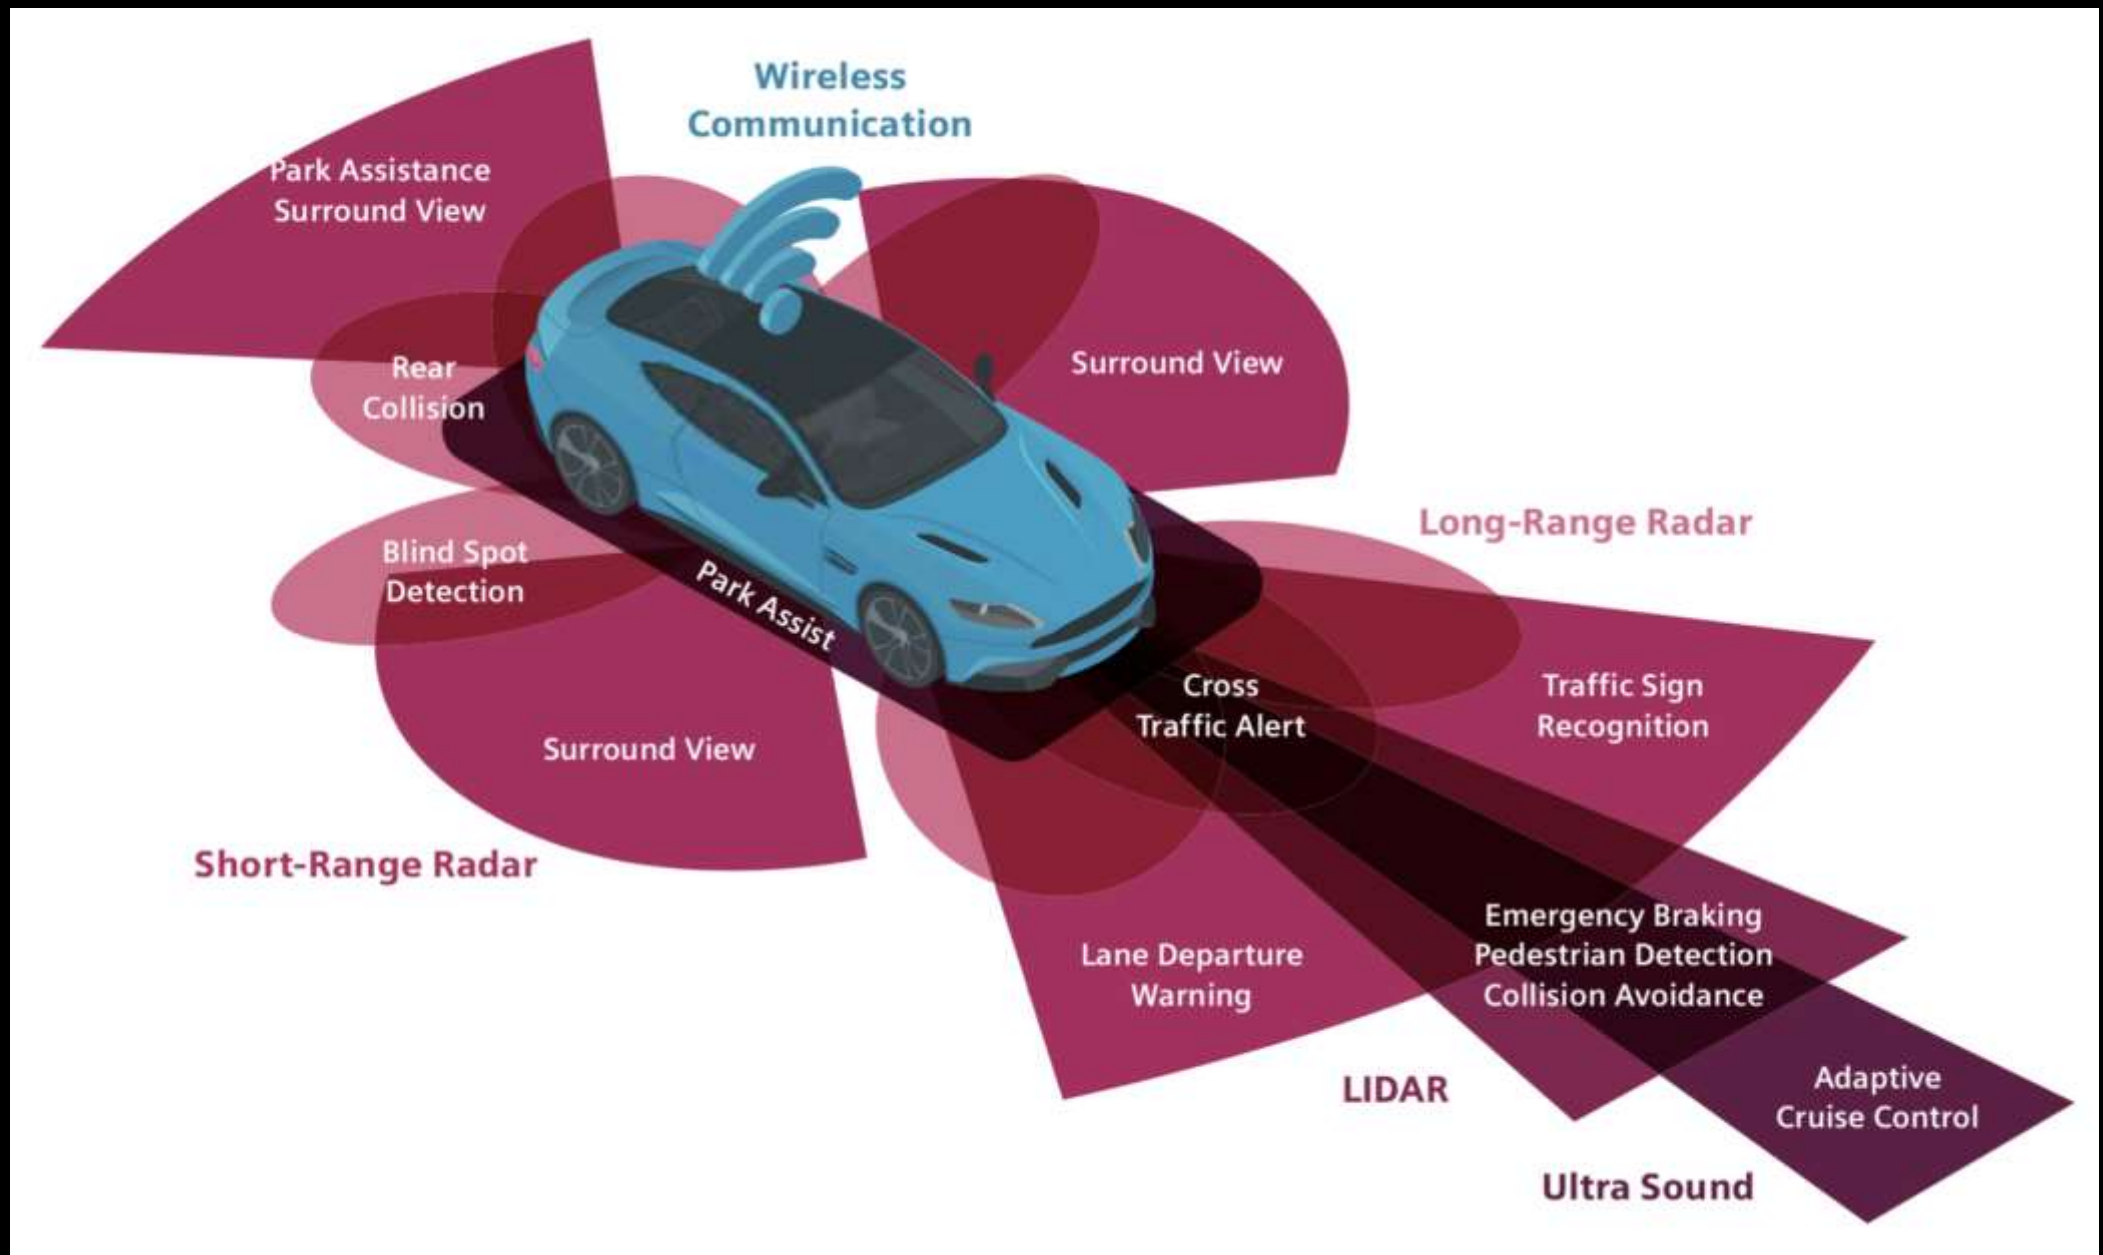 Wireless
Communication
Park Assistance
Surround View
Surround View
Rear
Collision
Long-Range Radar
Blind Spot
Detection
Park Assist
Cross
Traffic Alert
Traffic Sign
Recognition
Surround View
Short-Range Radar
Emergency Braking
Pedestrian Detection
Collision Avoidance
Lane Departure
Warning
LIDAR
Adaptive
Cruise Control
Ultra Sound